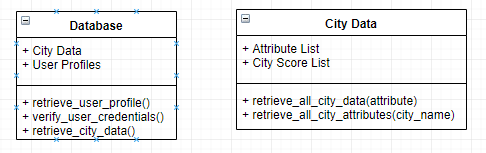 Database
+ City Data
+ User Profiles
+ retrieve_user_profile()
+ verify_user_credentials()
+ retrieve_city_data()
City Data
+ Attribute List
+ City Score List
+ retrieve_all_city_data(attribute)
+ retrieve_all_city_attributes(city_name)